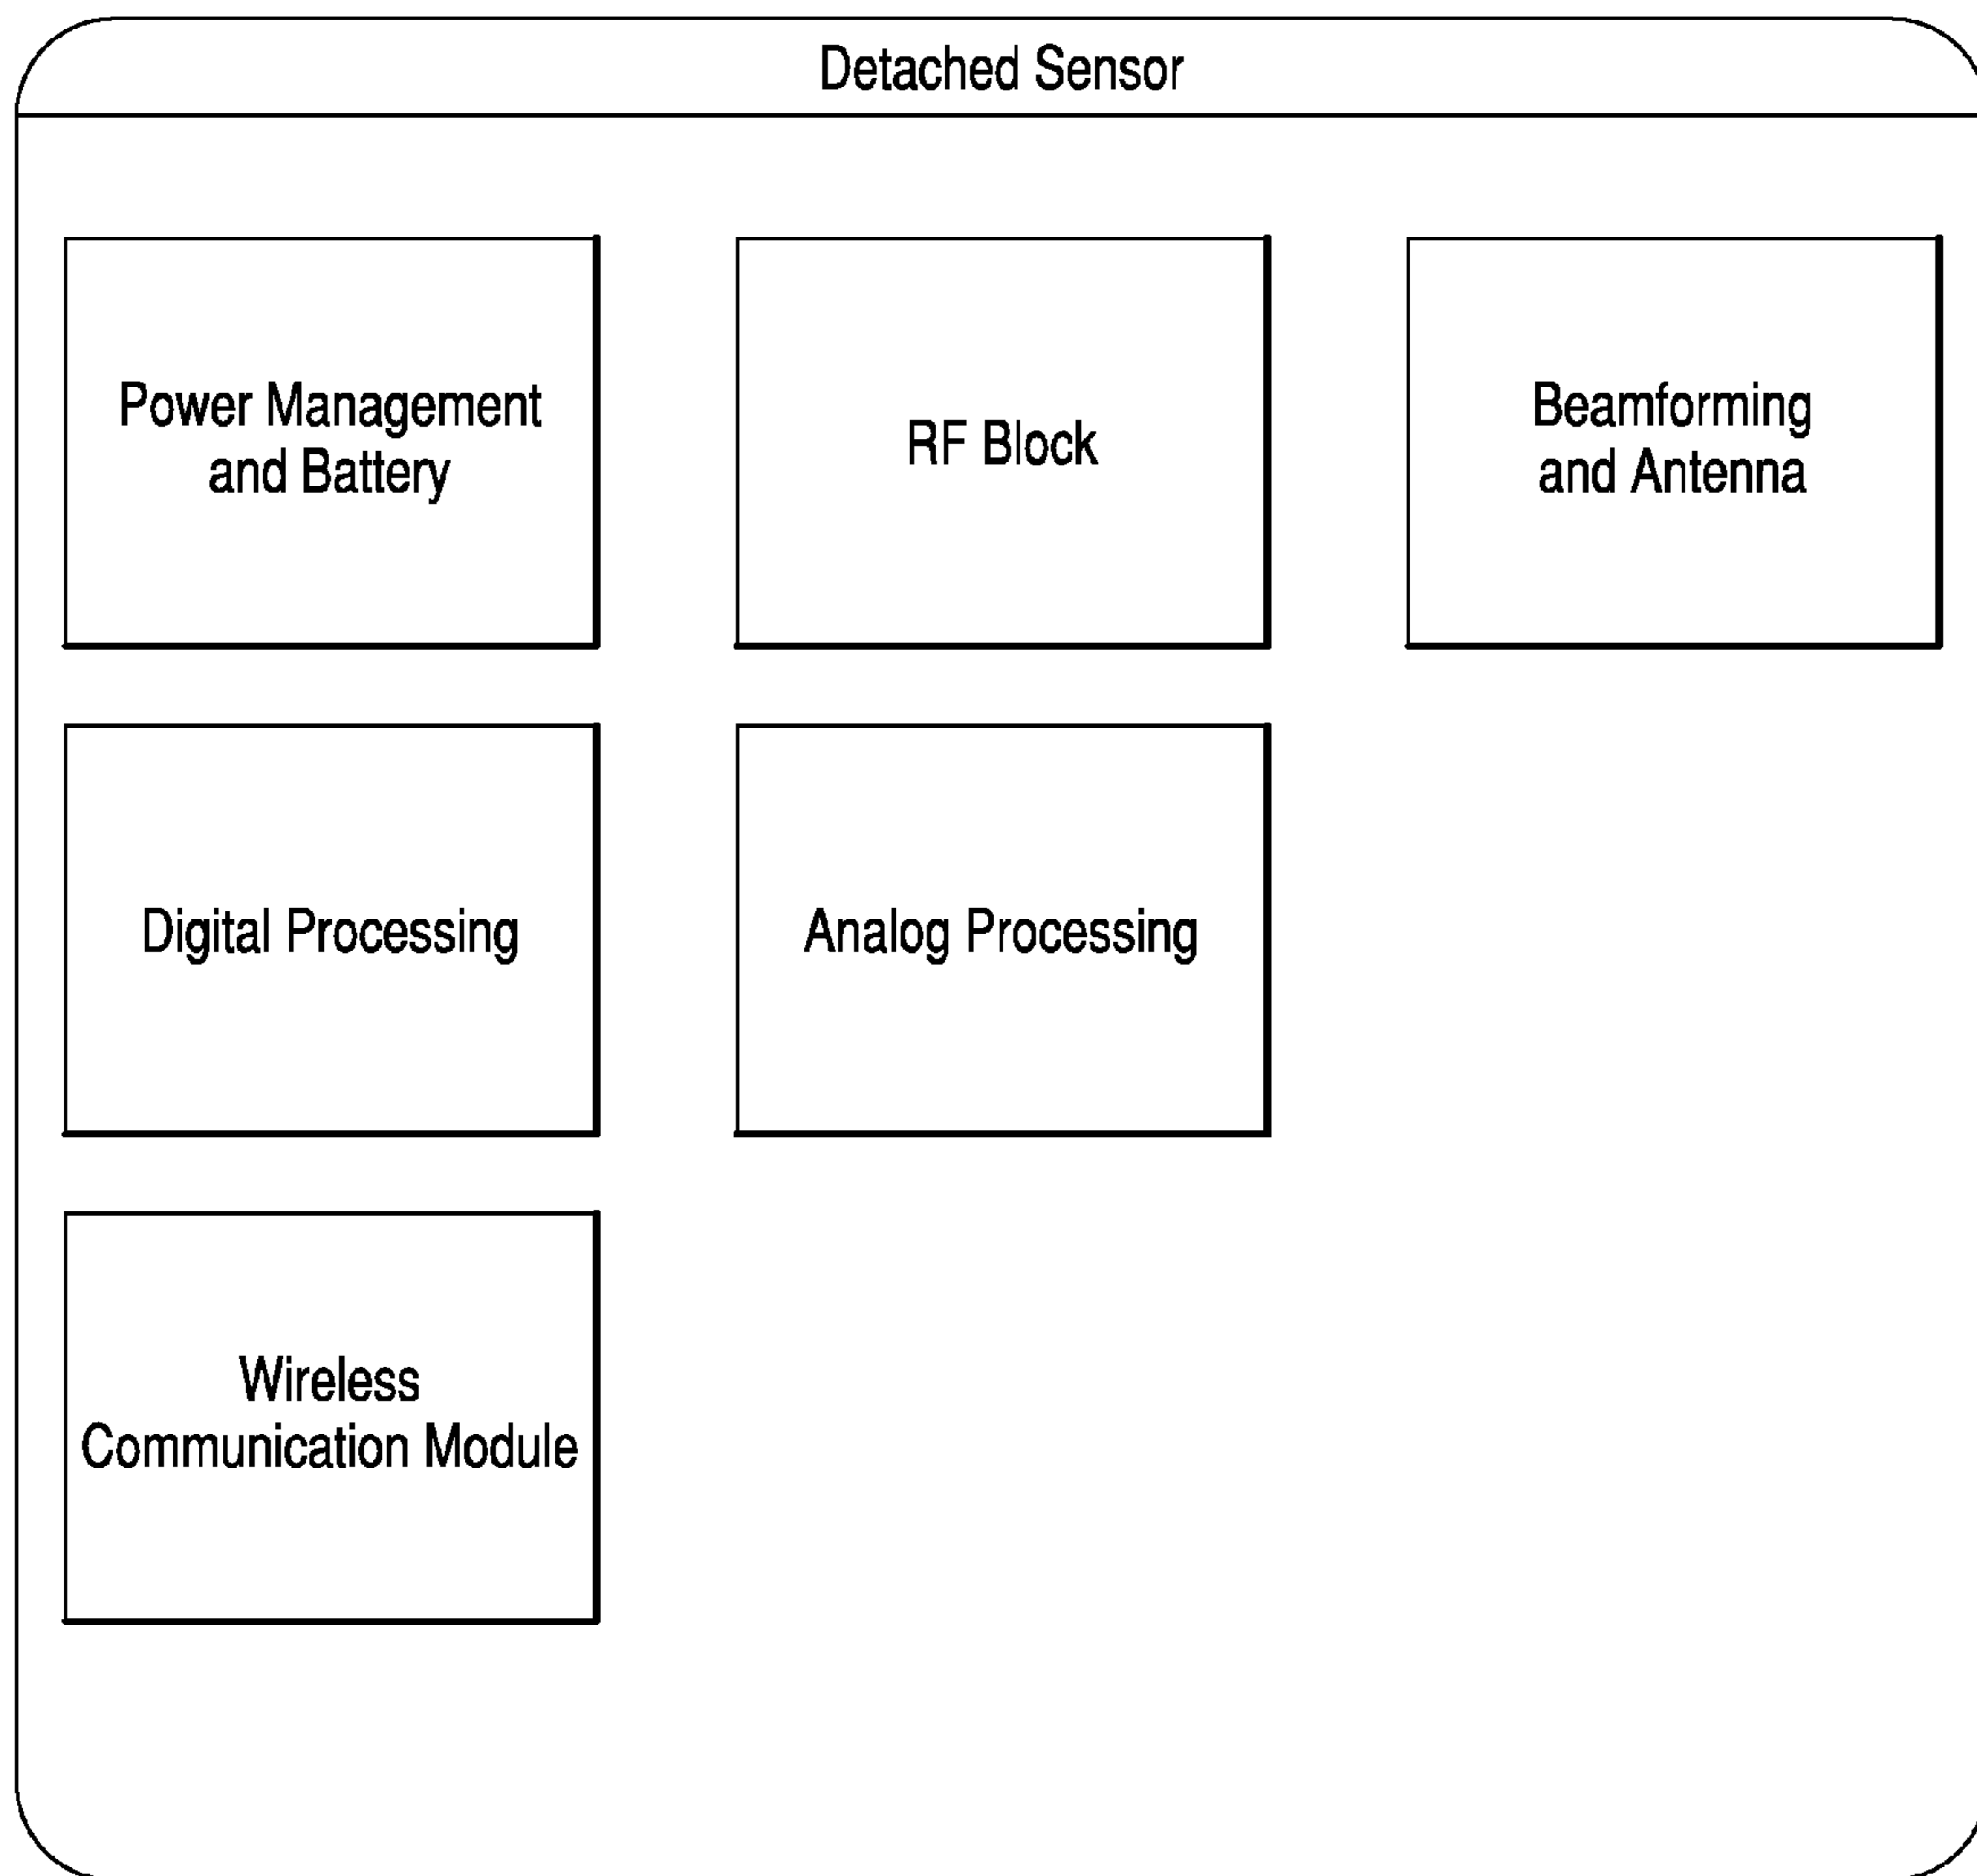 Detached Sensor
Power Management
and Battery
RF Block
Beamforming
and Antenna
Digital Processing
Analog Processing
Wireless
Communication Module